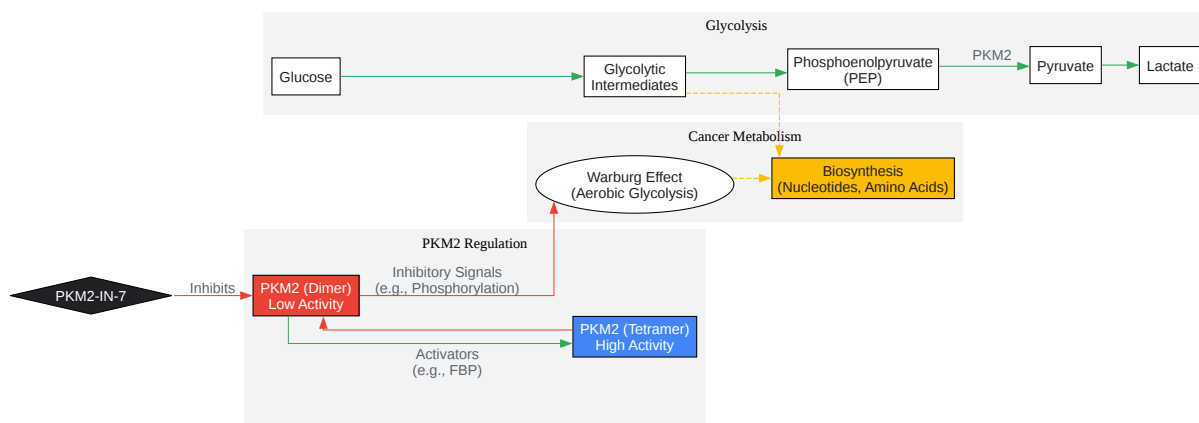 Glycolysis
Glucose
Glycolytic
Intermediates
Phosphoenolpyruvate
(PEP)
PKM2
Pyruvate
Lactate
Cancer Metabolism
Warburg Effect
(Aerobic Glycolysis)
Biosynthesis
(Nucleotides, Amino Acids)
PKM2 Regulation
PKM2-IN-7
Inhibits
PKM2 (Dimer)
Low Activity
Inhibitory Signals
(e.g., Phosphorylation)
PKM2 (Tetramer)
High Activity
Activators
(e.g., FBP)